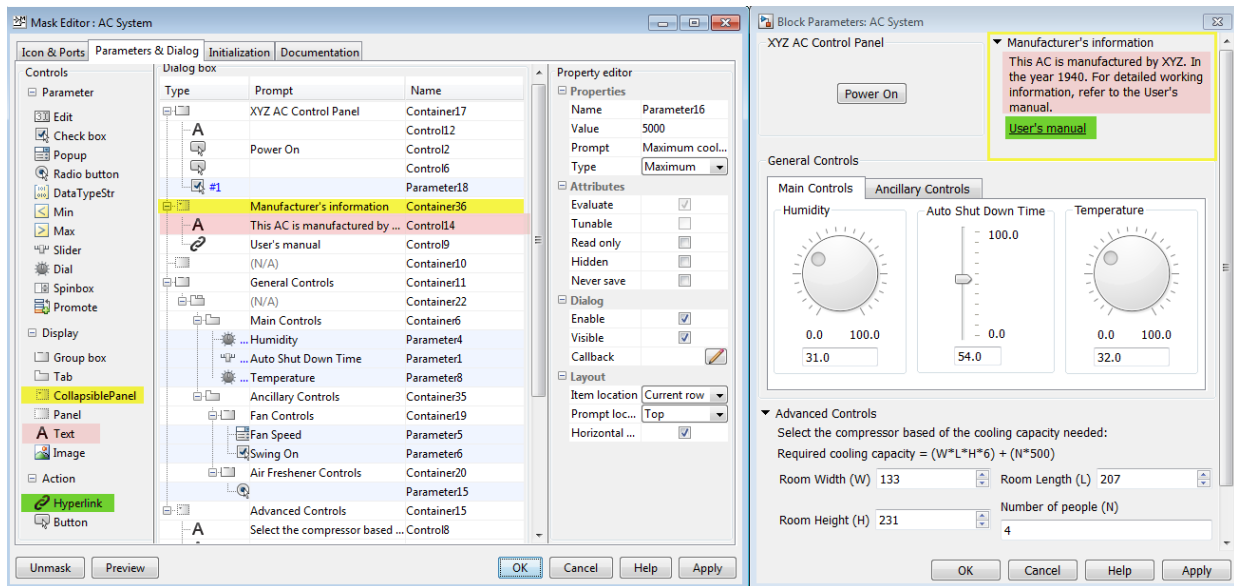 Mask Editor : AC System
Icon & Ports Parameters & Dialog Initialization Documentation
Controls
Parameter
Edit
Check box
Popup
Radio button
DataTypeStr
Min
Max
Slider
Dial
Spinbox
Promote
Display
Group box
Tab
CollapsiblePanel
Panel
A Text
Image
Action
Hyperlink
Button
Dialog box
Type Prompt Name
XYZ AC Control Panel Container17
A Control12
Power On Control2
Control6
#1 Parameter18
Manufacturer's information Container36
A This AC is manufactured by ... Control14
User's manual Control9
(N/A) Container10
General Controls Container11
(N/A) Container22
Main Controls Container6
... Humidity Parameter4
... Auto Shut Down Time Parameter1
... Temperature Parameter8
Ancillary Controls Container35
Fan Controls Container19
Fan Speed Parameter5
Swing On Parameter6
Air Freshener Controls Container20
Parameter15
Advanced Controls Container15
A Select the compressor based ... Control8
Property editor
Properties
Name Parameter16
Value 5000
Prompt Maximum cool...
Type Maximum
Attributes
Evaluate
Tunable
Read only
Hidden
Never save
Dialog
Enable
Visible
Callback
Layout
Item location Current row
Prompt loc... Top
Horizontal ...
Unmask Preview OK Cancel Help Apply
Block Parameters: AC System
XYZ AC Control Panel
Power On
Manufacturer's information
This AC is manufactured by XYZ. In
the year 1940. For detailed working
information, refer to the User's
manual.
User's manual
General Controls
Main Controls Ancillary Controls
Humidity Auto Shut Down Time Temperature
100.0
0.0 100.0 0.0 0.0 100.0
31.0 54.0 32.0
Advanced Controls
Select the compressor based of the cooling capacity needed:
Required cooling capacity = (W*L*H*6) + (N*500)
Room Width (W) 133 Room Length (L) 207
Room Height (H) 231 Number of people (N)
4
OK Cancel Help Apply